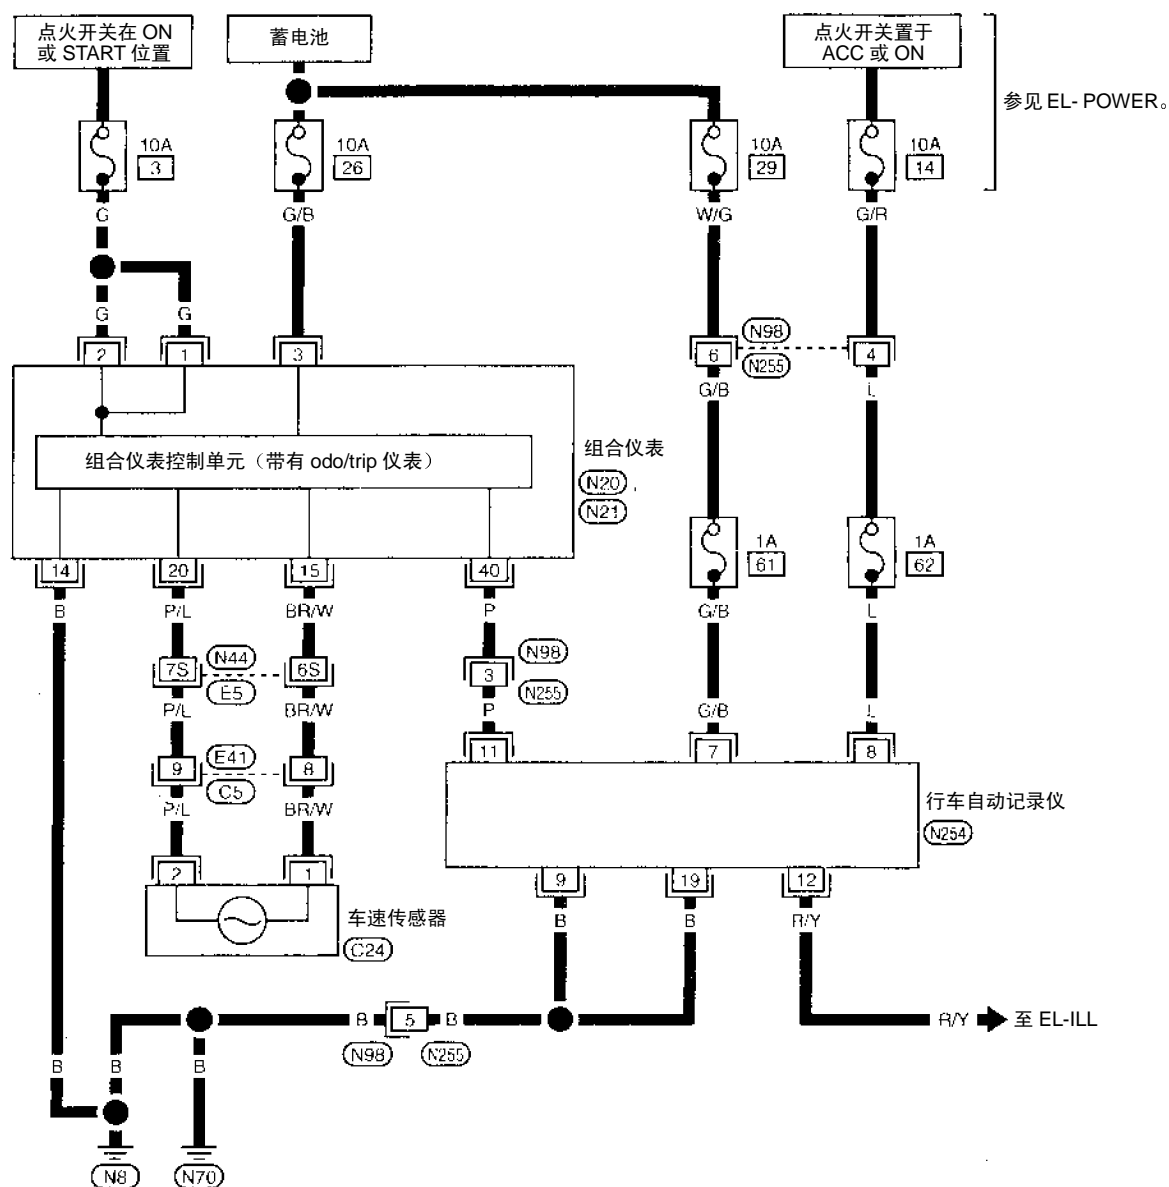 点火开关在 ON
或 START 位置
蓄电池
点火开关置于
ACC 或 ON
参见 EL- POWER。
10A
3
10A
26
10A
29
10A
14
G
G/B
W/G
G/R
G
G
2
1
3
6
N98
N255
4
G/B
L
组合仪表控制单元（带有 odo/trip 仪表）
组合仪表
N20 ,
N21
1A
61
1A
62
14
20
15
40
B
P/L
BR/W
P
G/B
L
7S
N44
E5
6S
3
N98
N255
P/L
BR/W
P
G/B
L
9
E41
C5
8
11
7
8
P/L
BR/W
行车自动记录仪
N254
2
1
9
19
12
车速传感器
C24
B
B
R/Y
B
5
B
R/Y
至 EL-ILL
N98
N255
B
B
B
N8
N70